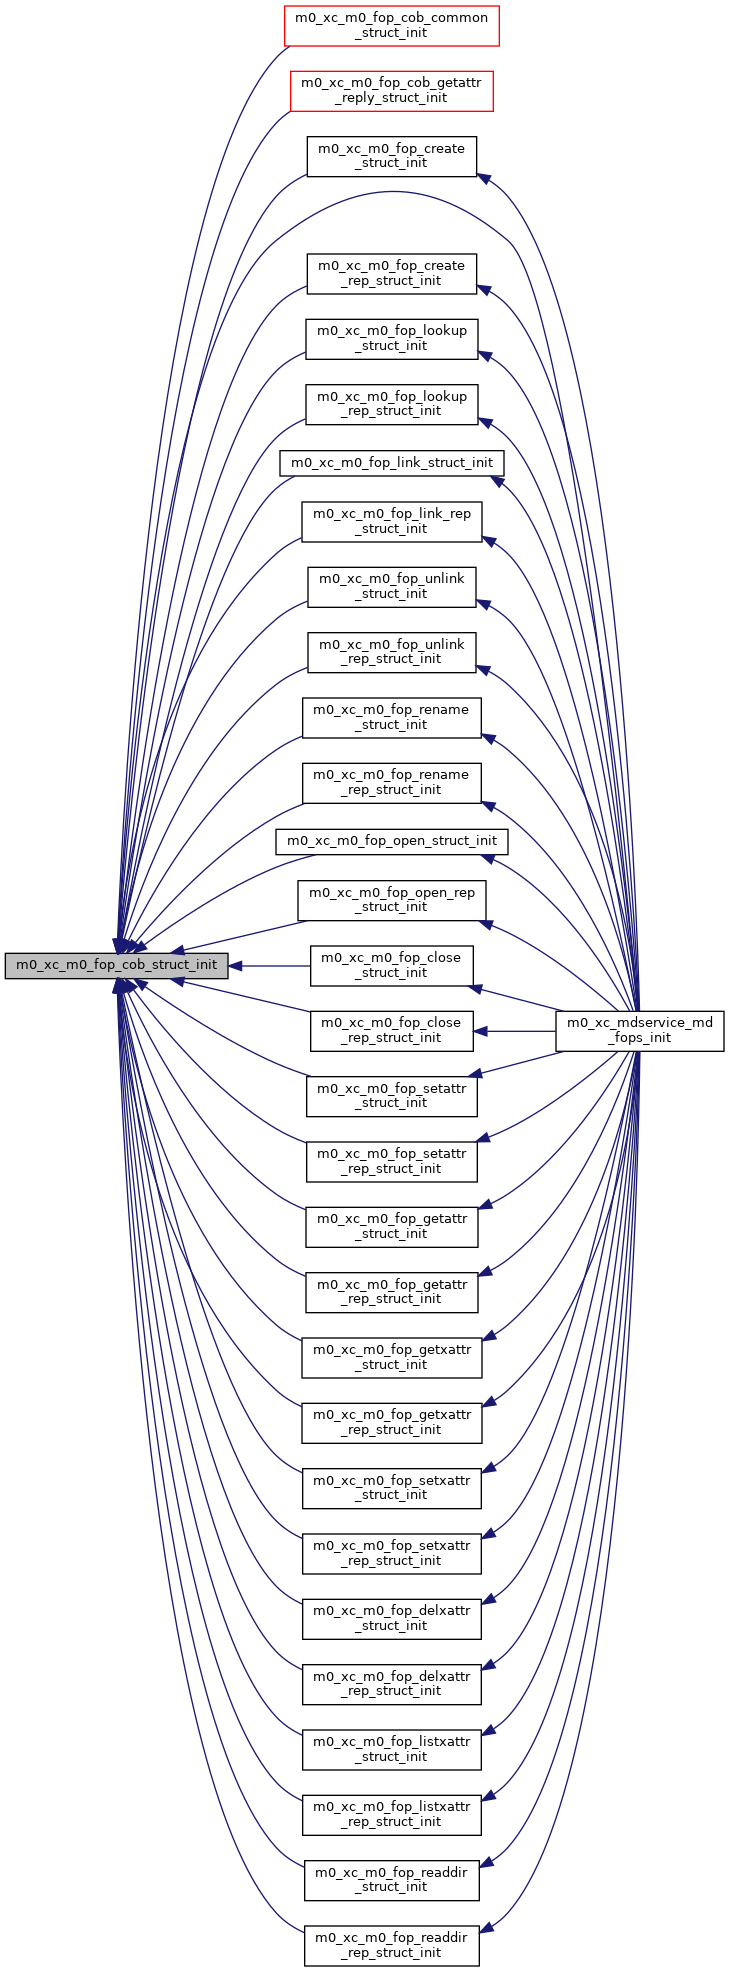 m0_xc_m0_fop_cob_common
_struct_init
m0_xc_m0_fop_cob_getattr
_reply_struct_init
m0_xc_m0_fop_create
_struct_init
m0_xc_m0_fop_create
_rep_struct_init
m0_xc_m0_fop_lookup
_struct_init
m0_xc_m0_fop_lookup
_rep_struct_init
m0_xc_m0_fop_link_struct_init
m0_xc_m0_fop_link_rep
_struct_init
m0_xc_m0_fop_unlink
_struct_init
m0_xc_m0_fop_unlink
_rep_struct_init
m0_xc_m0_fop_rename
_struct_init
m0_xc_m0_fop_rename
_rep_struct_init
m0_xc_m0_fop_open_struct_init
m0_xc_m0_fop_open_rep
_struct_init
m0_xc_m0_fop_cob_struct_init
m0_xc_m0_fop_close
_struct_init
m0_xc_m0_fop_close
_rep_struct_init
m0_xc_mdservice_md
_fops_init
m0_xc_m0_fop_setattr
_struct_init
m0_xc_m0_fop_setattr
_rep_struct_init
m0_xc_m0_fop_getattr
_struct_init
m0_xc_m0_fop_getattr
_rep_struct_init
m0_xc_m0_fop_getxattr
_struct_init
m0_xc_m0_fop_getxattr
_rep_struct_init
m0_xc_m0_fop_setxattr
_struct_init
m0_xc_m0_fop_setxattr
_rep_struct_init
m0_xc_m0_fop_delxattr
_struct_init
m0_xc_m0_fop_delxattr
_rep_struct_init
m0_xc_m0_fop_listxattr
_struct_init
m0_xc_m0_fop_listxattr
_rep_struct_init
m0_xc_m0_fop_readdir
_struct_init
m0_xc_m0_fop_readdir
_rep_struct_init